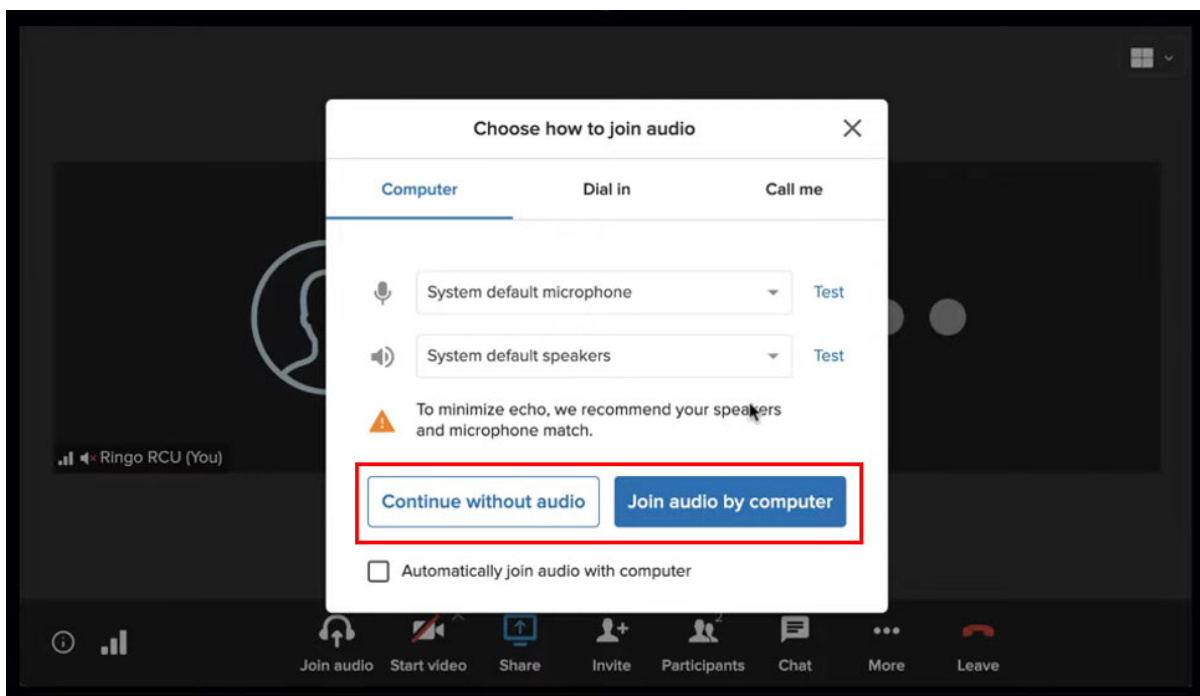 Choose how to join audio
Computer
Dial in
Call me
System default microphone
Test
System default speakers
Test
To minimize echo, we recommend your speakers
and microphone match.
Ringo RCU (You)
Continue without audio
Join audio by computer
Automatically join audio with computer
2
Join audio
Start video
Share
Invite
Participants
Chat
More
Leave